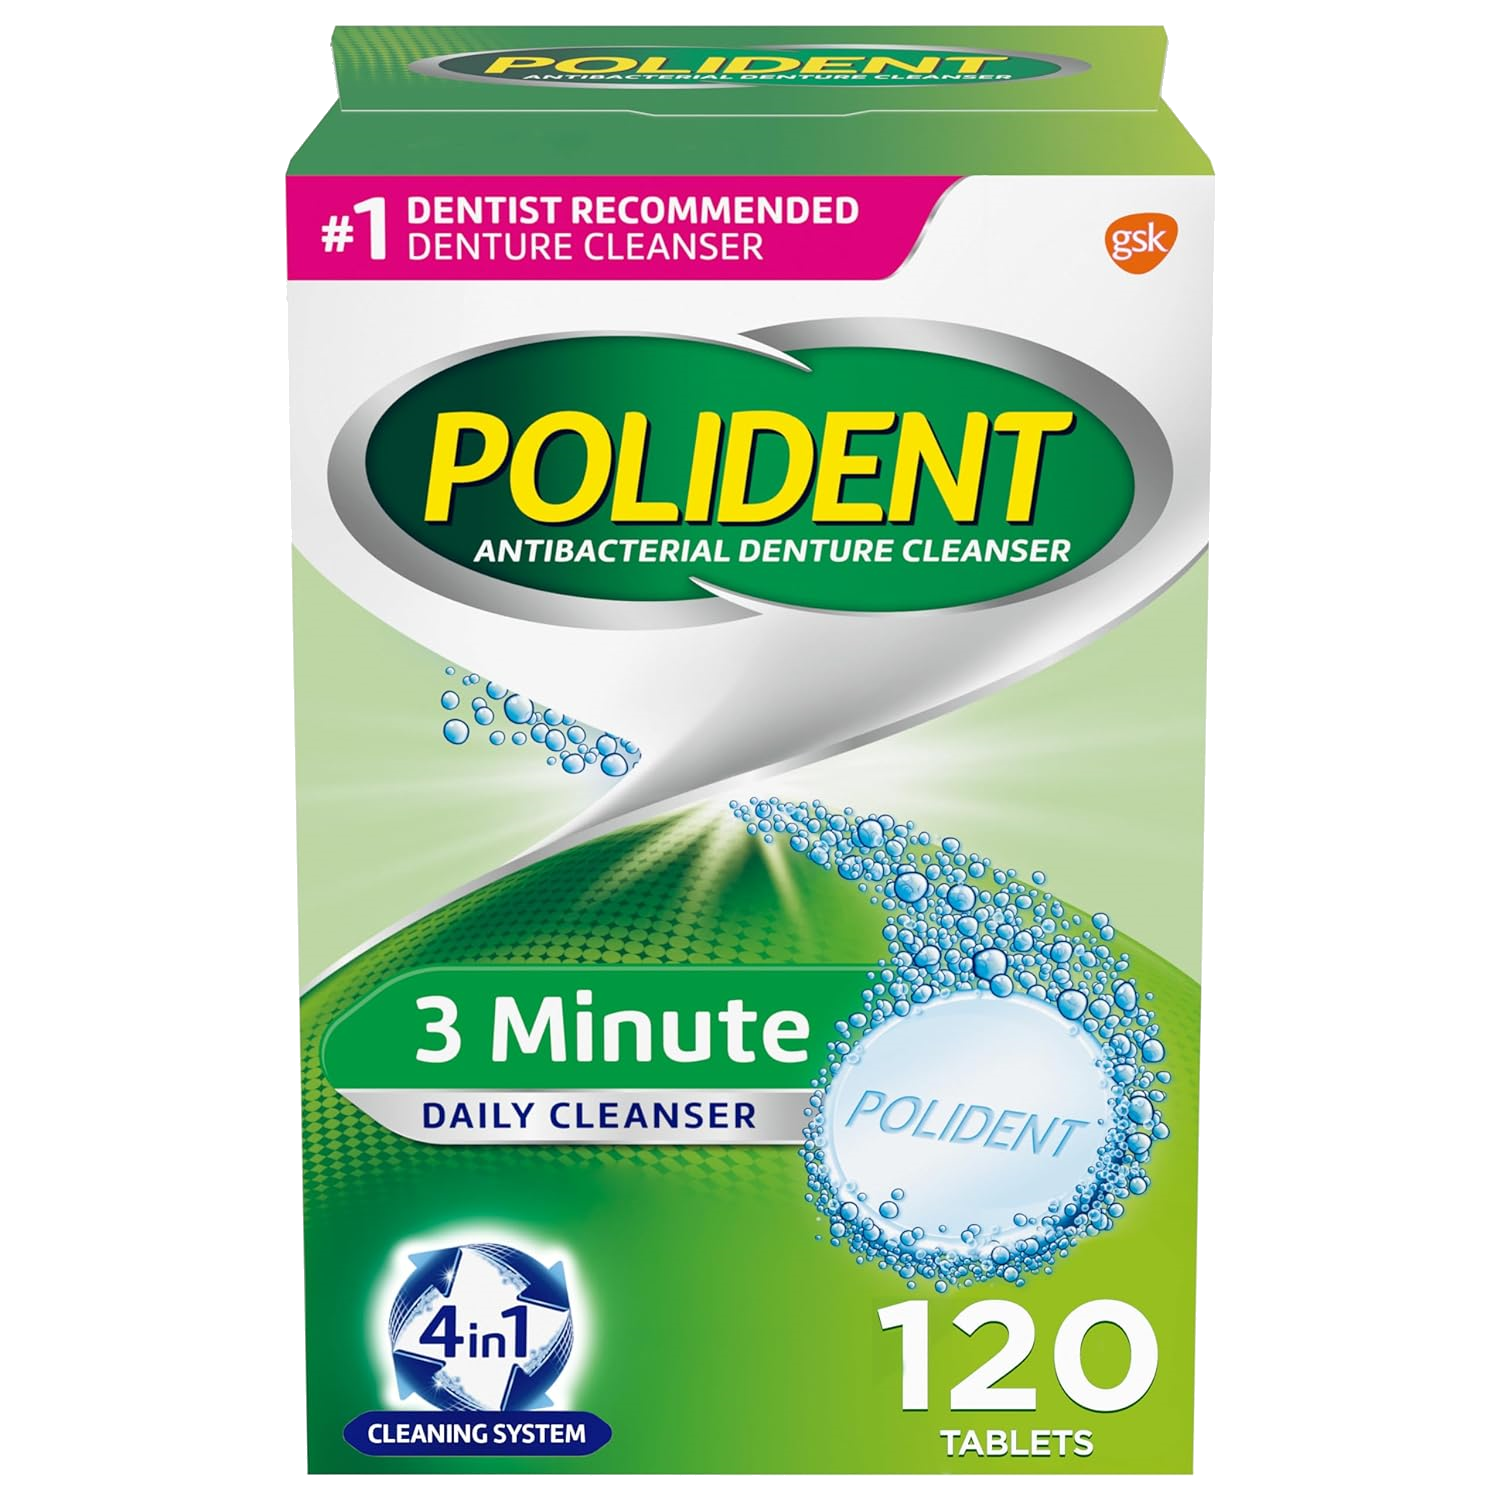 POLIDENT
ANTIBACTERIAL DENTURE CLEANSER
#1 DENTIST RECOMMENDED
DENTURE CLEANSER
gsk
POLIDENT
ANTIBACTERIAL DENTURE CLEANSER
3 Minute
DAILY CLEANSER
POLIDENT
4in1
CLEANING SYSTEM
120
TABLETS